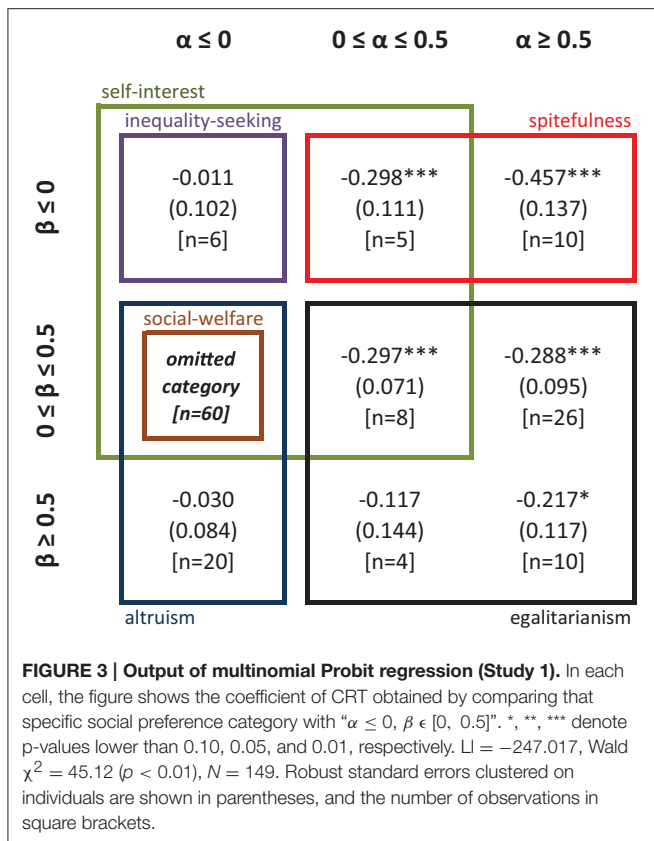 α ≤ 0 0 ≤ α ≤ 0.5 α ≥ 0.5
self-interest
inequality-seeking spitefulness
β ≤ 0
-0.011 -0.298*** -0.457***
(0.102) (0.111) (0.137)
[n=6] [n=5] [n=10]
0 ≤ β ≤ 0.5
social-welfare
omitted -0.297*** -0.288***
category (0.071) (0.095)
[n=60] [n=8] [n=26]
β ≥ 0.5
-0.030 -0.117 -0.217*
(0.084) (0.144) (0.117)
[n=20] [n=4] [n=10]
altruism egalitarianism
FIGURE 3 | Output of multinomial Probit regression (Study 1). In each
cell, the figure shows the coefficient of CRT obtained by comparing that
specific social preference category with “α ≤ 0, β ϵ [0, 0.5]”. *, **, *** denote
p-values lower than 0.10, 0.05, and 0.01, respectively. Ll = −247.017, Wald
χ² = 45.12 (p < 0.01), N = 149. Robust standard errors clustered on
individuals are shown in parentheses, and the number of observations in
square brackets.